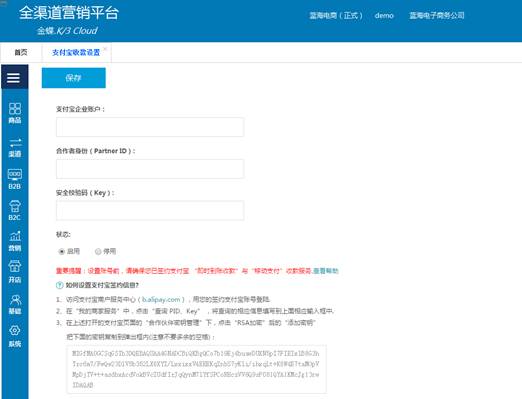 全渠道营销平台
金蝶.K/3 Cloud
蓝海电商（正式） demo 蓝海电子商务公司
首页 支付宝收款设置
保存
商品
渠道
B2B
B2C
营销
开店
基础
系统
支付宝企业账户：
合作者身份（Partner ID）：
安全校验码（Key）：
状态:
启用 停用
重要提醒：设置账号前，请确保您已签约支付宝 “即时到账收款”与“移动支付”收款服务.查看帮助
如何设置支付宝签约信息?
1、访问支付宝商户服务中心（b.alipay.com），用您的签约支付宝账号登陆.
2、在“我的商家服务”中，点击“查询 PID、Key”，将查询的相应信息填写到上面相应输入框中.
3、在上述打开的支付宝页面的“合作伙伴密钥管理”下，点击“RSA加密”后的“添加密钥”
把下面的密钥复制到弹出框内(注意不要多余的空格)：